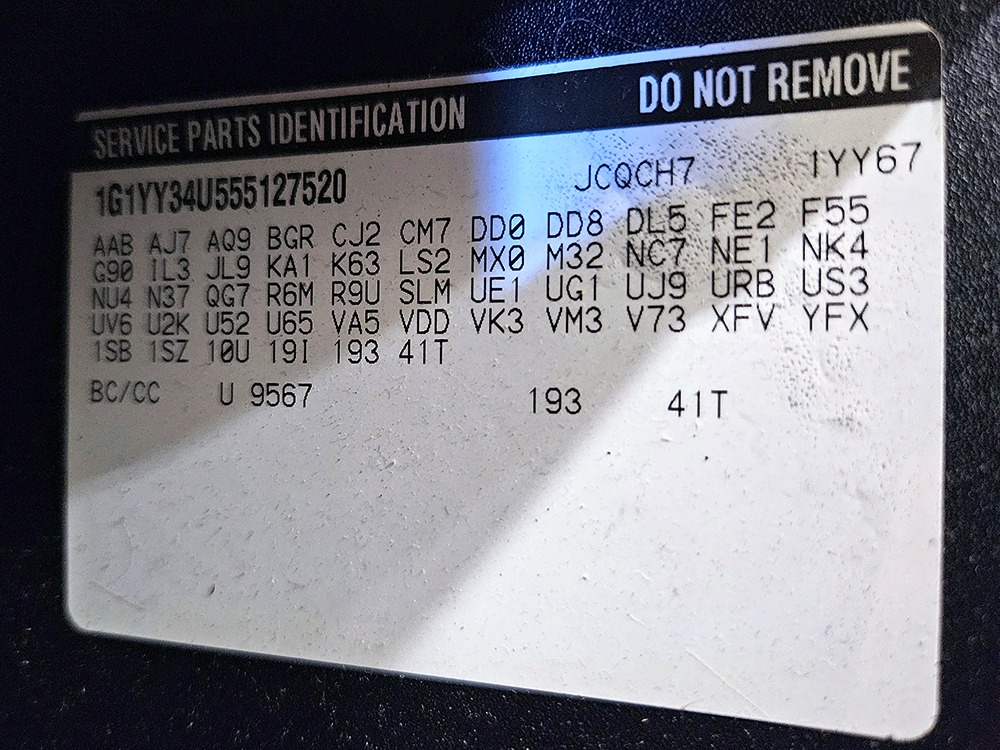 SERVICE PARTS IDENTIFICATION DO NOT REMOVE
1G1YY34U555127520 JCQCH7 1YY67
AAB AJ7 AQ9 BGR CJ2 CM7 DD0 DD8 DL5 FE2 F55
G90 IL3 JL9 KA1 K63 LS2 MX0 M32 NC7 NE1 NK4
NU4 N37 QG7 R6M R9U SLM UE1 UG1 UJ9 URB US3
UV6 U2K U52 U65 VA5 VDD VK3 VM3 V73 XFV YFX
1SB 1SZ 10U 19I 193 41T
BC/CC U 9567 193 41T